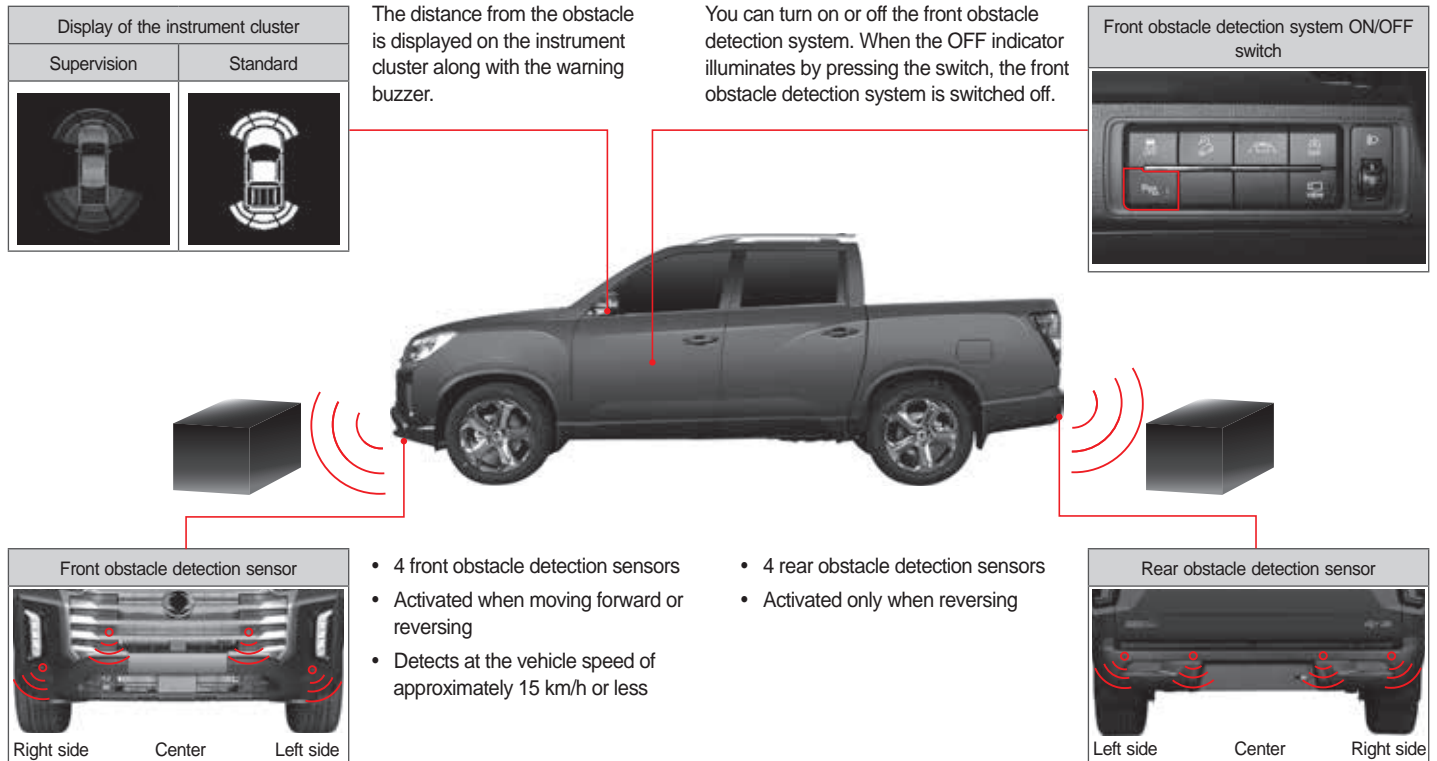 Display of the instrument cluster
Supervision
Standard
The distance from the obstacle
is displayed on the instrument
cluster along with the warning
buzzer.
You can turn on or off the front obstacle
detection system. When the OFF indicator
illuminates by pressing the switch, the front
obstacle detection system is switched off.
Front obstacle detection system ON/OFF
switch
Front obstacle detection sensor
Right side
Center
Left side
• 4 front obstacle detection sensors
• Activated when moving forward or
reversing
• Detects at the vehicle speed of
approximately 15 km/h or less
• 4 rear obstacle detection sensors
• Activated only when reversing
Rear obstacle detection sensor
Left side
Center
Right side